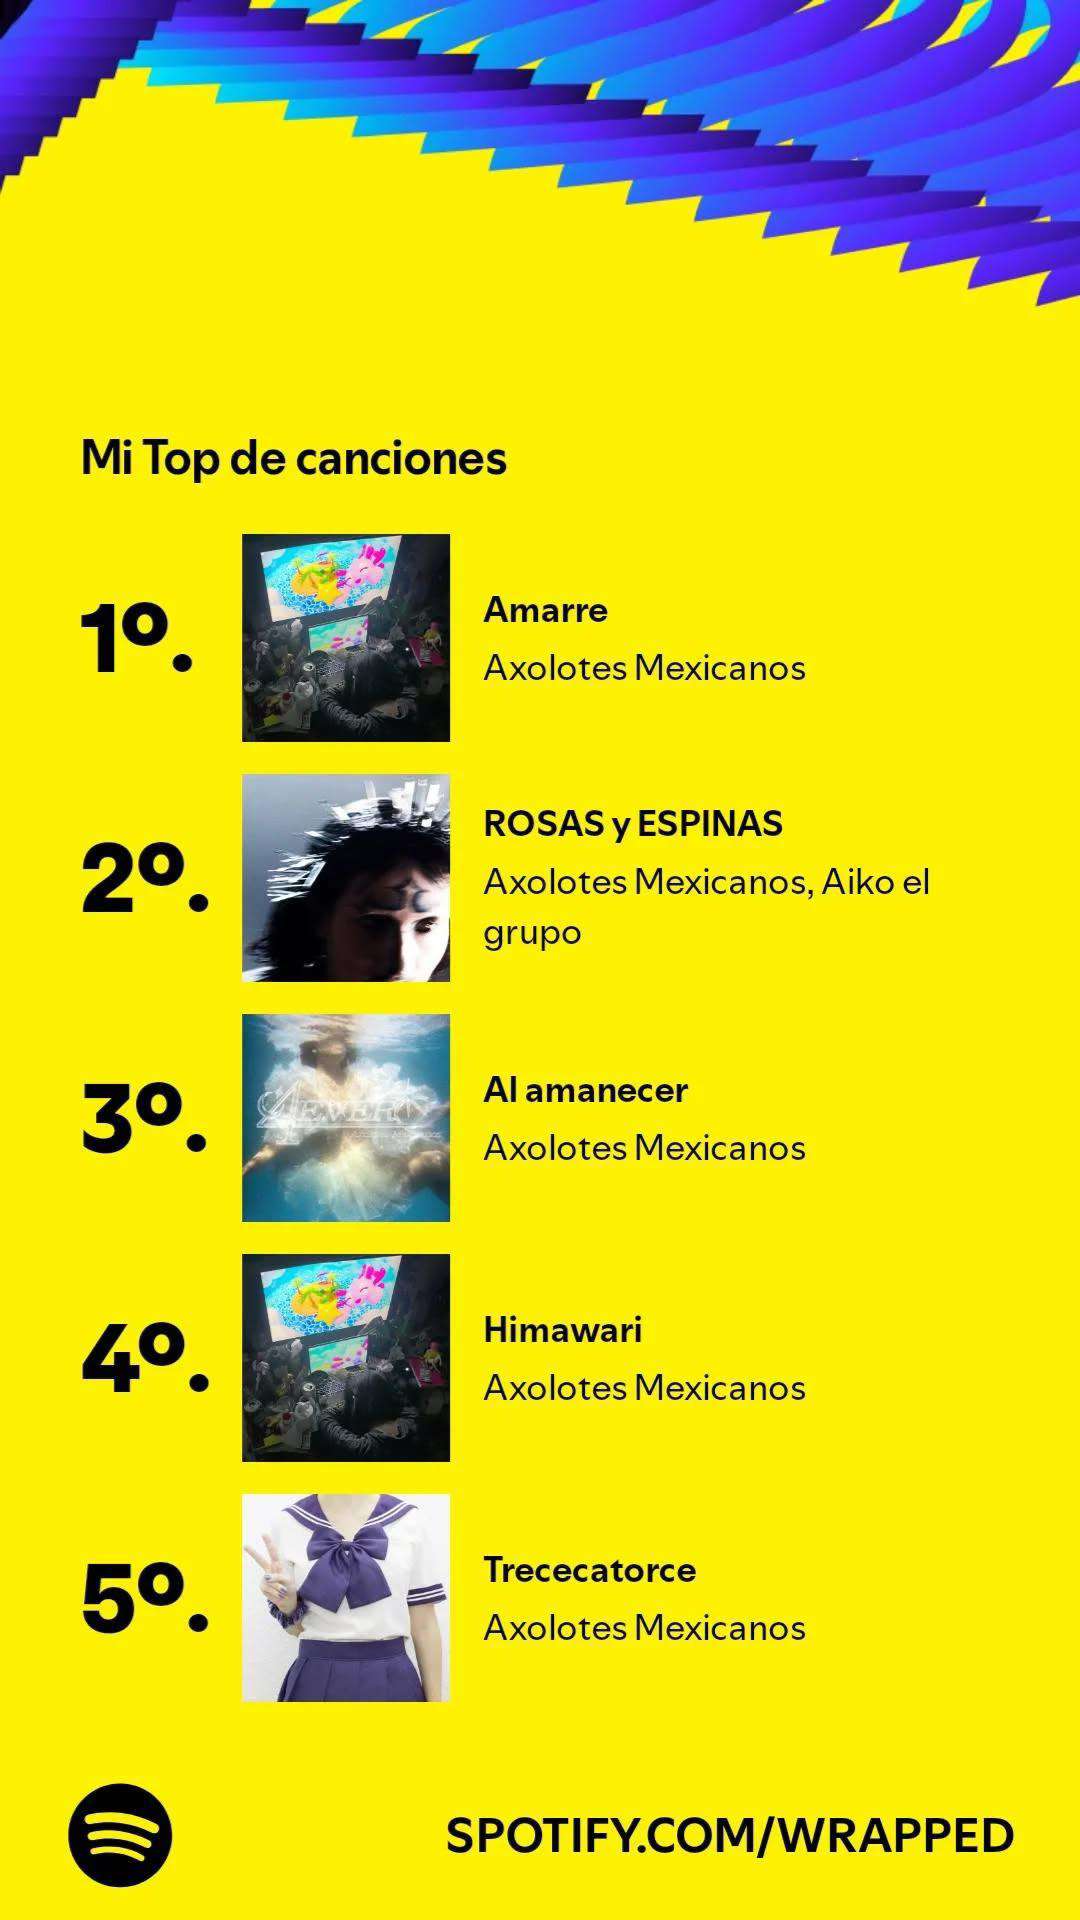 Mi Top de canciones
1º.
Amarre
Axolotes Mexicanos
2º.
ROSAS y ESPINAS
Axolotes Mexicanos, Aiko el
grupo
3º.
Al amanecer
Axolotes Mexicanos
4º.
Himawari
Axolotes Mexicanos
5º.
Trececatorce
Axolotes Mexicanos
SPOTIFY.COM/WRAPPED